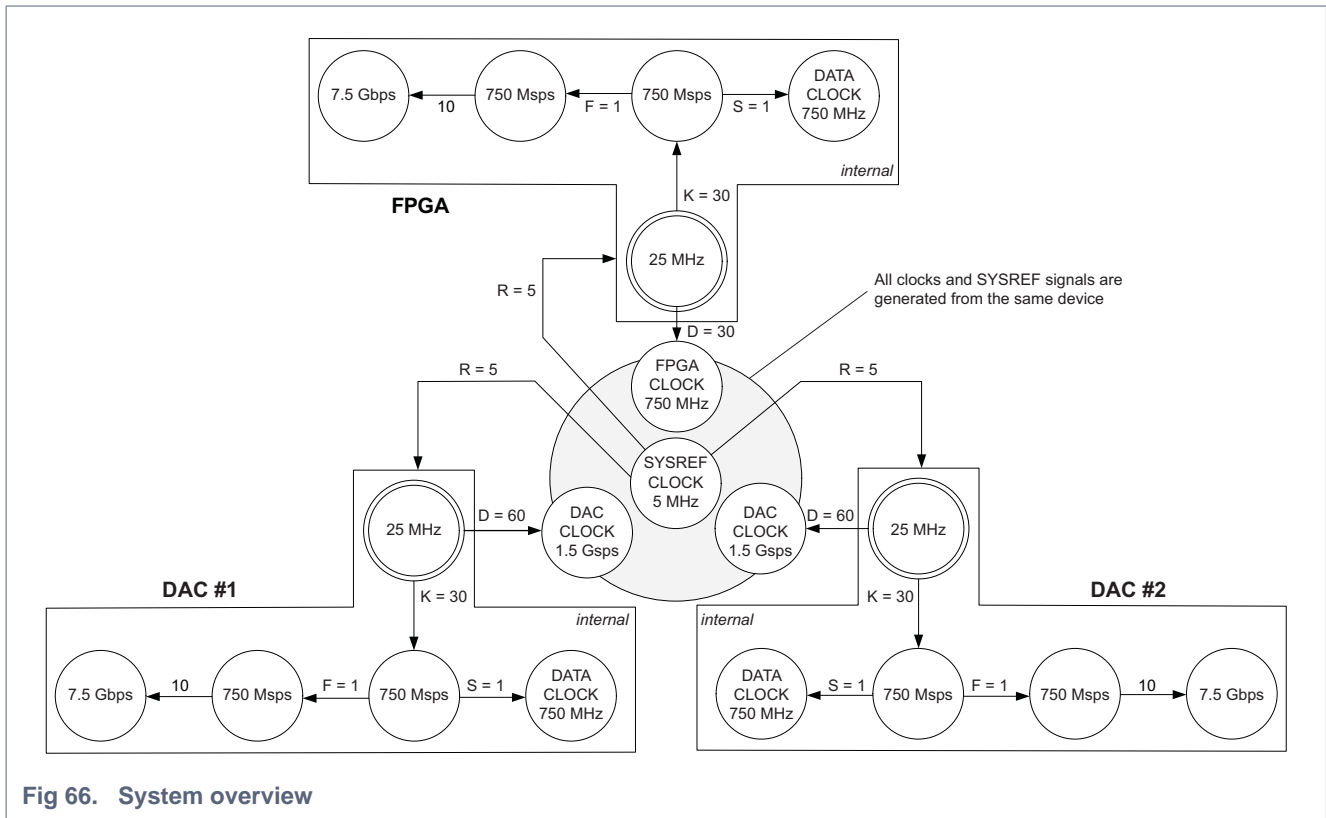 7.5 Gbps
10
750 Msps
F = 1
750 Msps
S = 1
DATA
CLOCK
750 MHz
internal
K = 30
FPGA
25 MHz
R = 5
All clocks and SYSREF signals are
generated from the same device
D = 30
FPGA
CLOCK
750 MHz
R = 5
R = 5
SYSREF
CLOCK
5 MHz
25 MHz
D = 60
DAC
CLOCK
1.5 Gsps
DAC
CLOCK
1.5 Gsps
D = 60
25 MHz
DAC #1
K = 30
internal
7.5 Gbps
10
750 Msps
F = 1
750 Msps
S = 1
DATA
CLOCK
750 MHz
K = 30
DAC #2
internal
DATA
CLOCK
750 MHz
S = 1
750 Msps
F = 1
750 Msps
10
7.5 Gbps
Fig 66. System overview